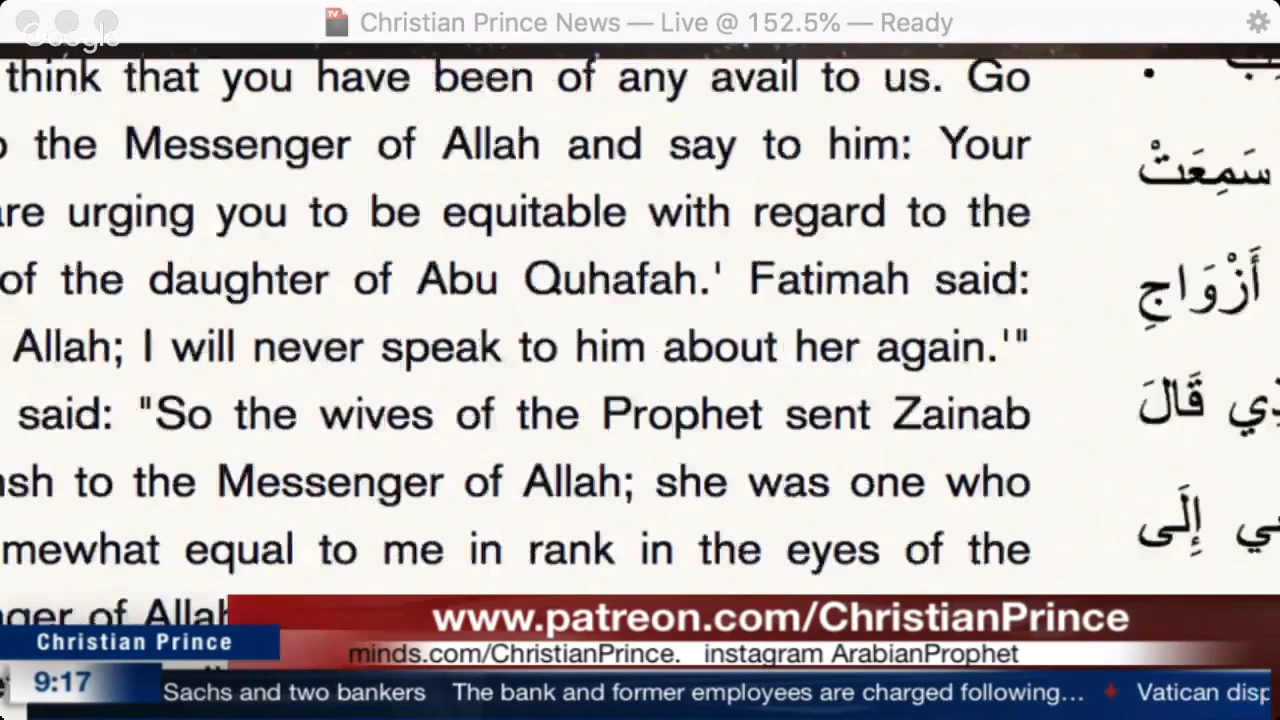 Christian Prince News — Live @ 152.5% — Ready
Google
think that you have been of any avail to us. Go
the Messenger of Allah and say to him: Your
urging you to be equitable with regard to the
of the daughter of Abu Quhafah.' Fatimah said:
Allah; I will never speak to him about her again.'"
said: "So the wives of the Prophet sent Zainab
to the Messenger of Allah; she was one who
equal to me in rank in the eyes of the
of Allah
سَمِعَتْ
أَزْوَاجِ
قَالَ
إِلَى
www.patreon.com/ChristianPrince
Christian Prince
minds.com/ChristianPrince. instagram ArabianProphet
9:17
Sachs and two bankers The bank and former employees are charged following... Vatican disp